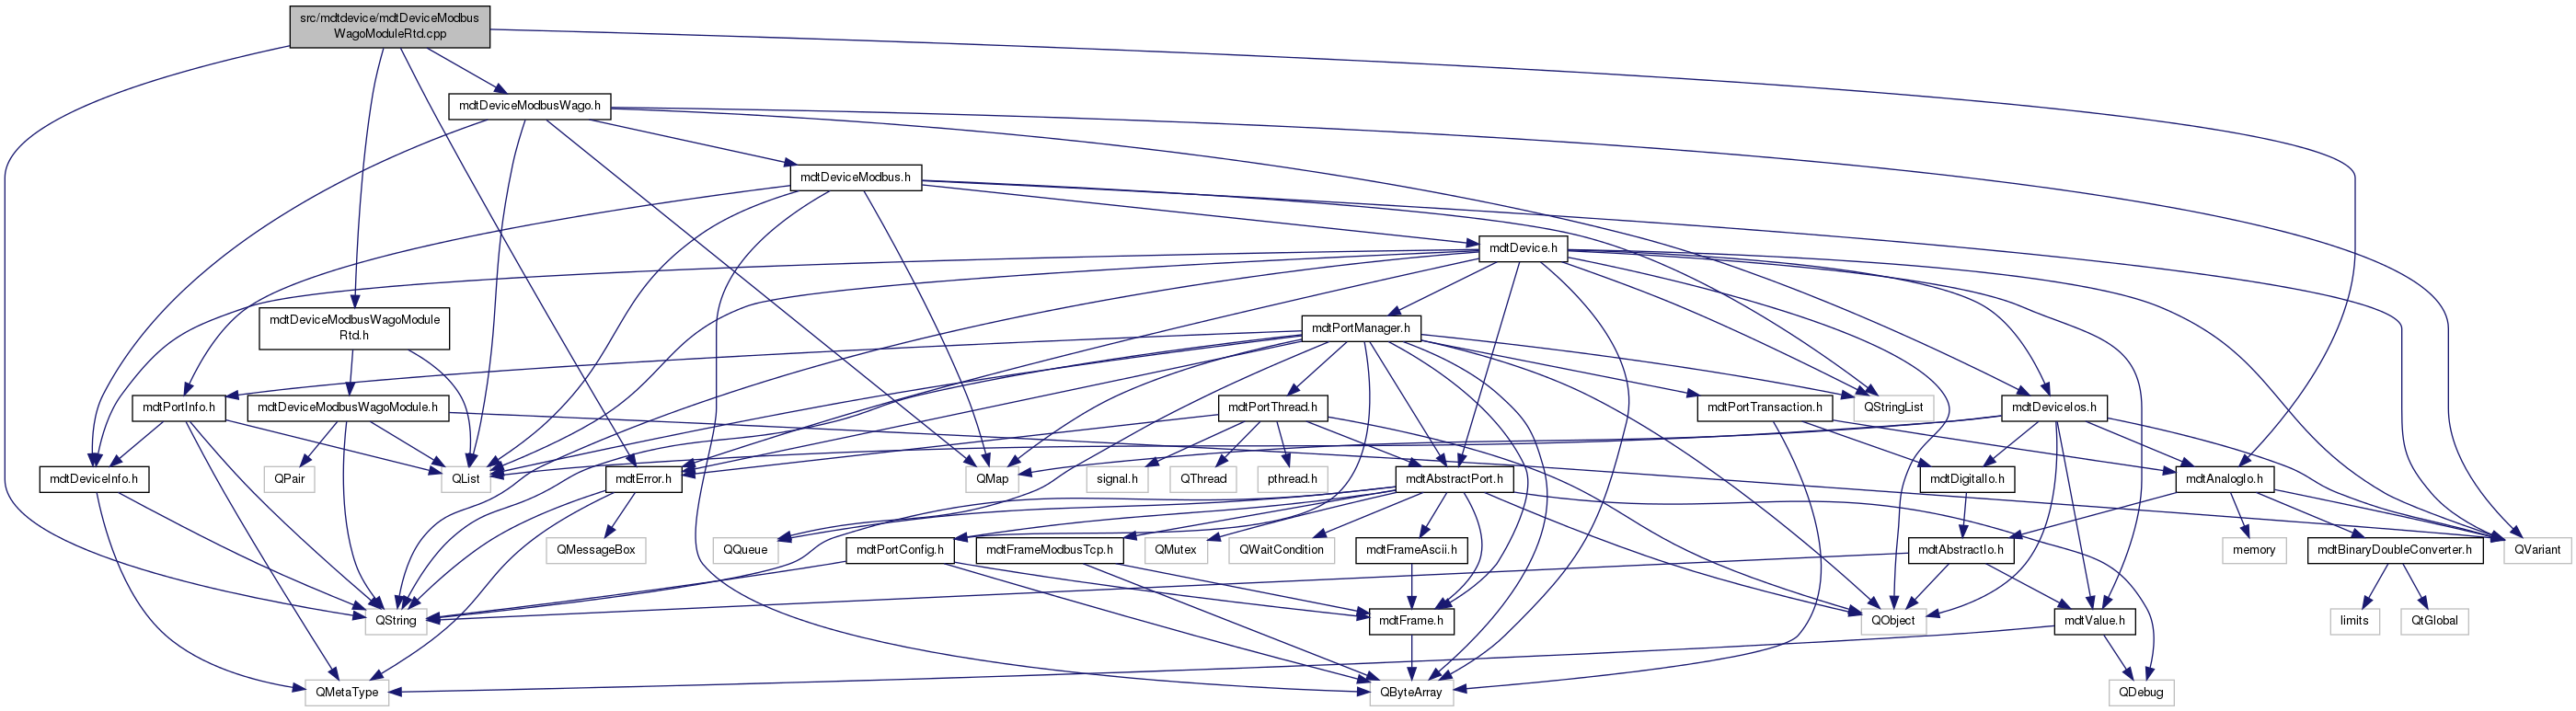 src/mdtdevice/mdtDeviceModbus
WagoModuleRtd.cpp
mdtDeviceModbusWago.h
mdtDeviceModbus.h
mdtDevice.h
mdtDeviceModbusWagoModule
Rtd.h
mdtPortManager.h
mdtPortInfo.h
mdtDeviceModbusWagoModule.h
mdtPortThread.h
mdtPortTransaction.h
QStringList
mdtDeviceIos.h
mdtDeviceInfo.h
QPair
QList
mdtError.h
QMap
signal.h
QThread
pthread.h
mdtAbstractPort.h
mdtDigitalIo.h
mdtAnalogIo.h
QMessageBox
QQueue
mdtPortConfig.h
mdtFrameModbusTcp.h
QMutex
QWaitCondition
mdtFrameAscii.h
mdtAbstractIo.h
memory
mdtBinaryDoubleConverter.h
QVariant
QString
mdtFrame.h
QObject
mdtValue.h
limits
QtGlobal
QMetaType
QByteArray
QDebug